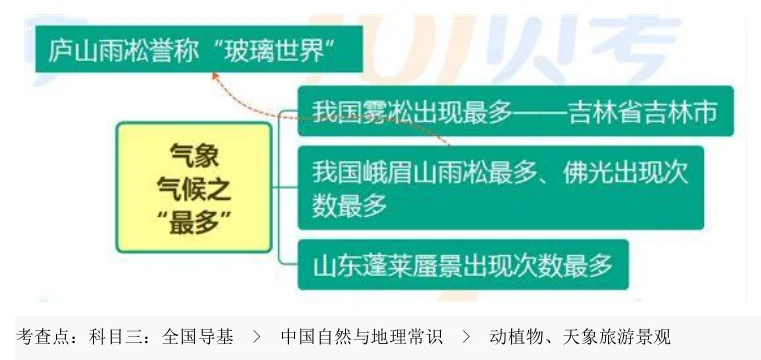 庐山雨凇誉称“玻璃世界”
我国雾凇出现最多——吉林省吉林市
气象
气候之
“最多”
我国峨眉山雨凇最多、佛光出现次
数最多
山东蓬莱蜃景出现次数最多
考查点：科目三：全国导基 > 中国自然与地理常识 > 动植物、天象旅游景观